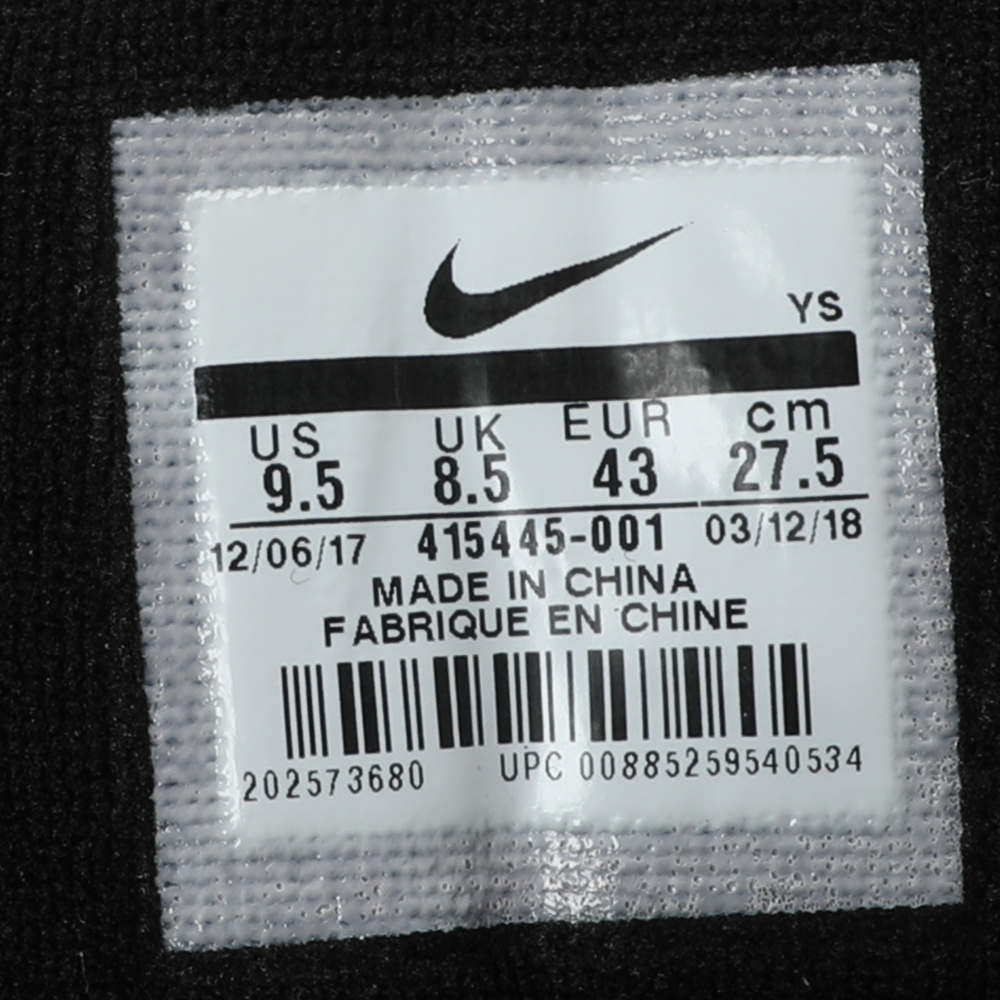 YS
US UK EUR cm
9.5 8.5 43 27.5
12/06/17 415445-001 03/12/18
MADE IN CHINA
FABRIQUE EN CHINE
202573680 UPC 00885259540534